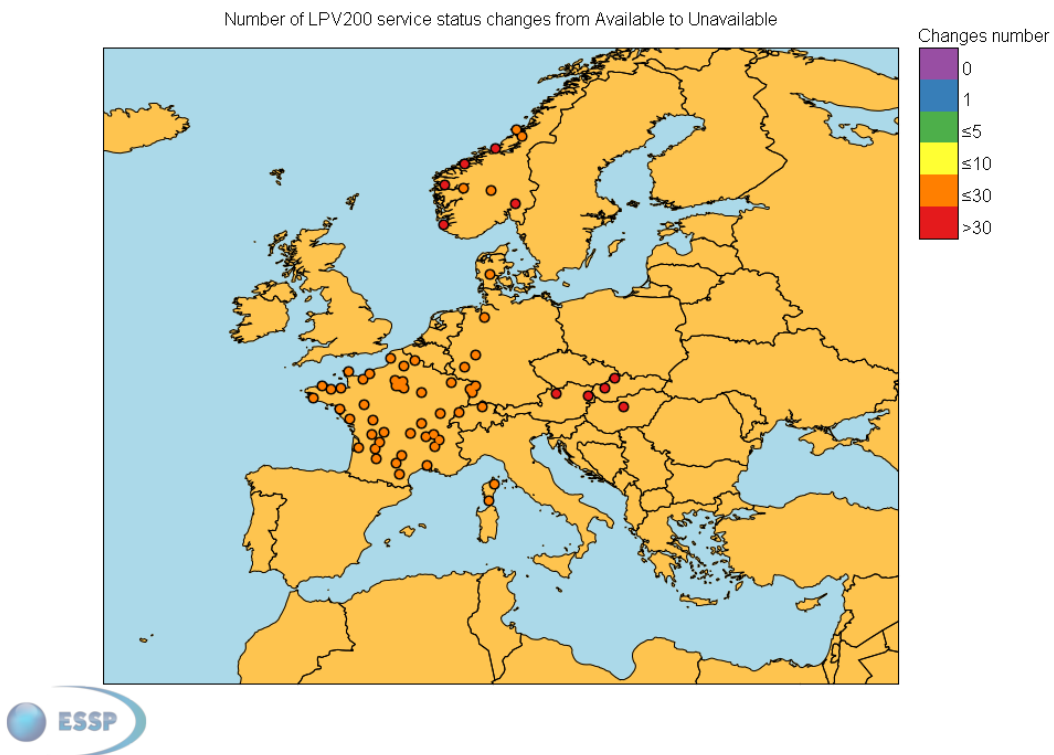 Number of LPV200 service status changes from Available to Unavailable
Changes number
0
1
≤5
≤10
≤30
>30
ESSP